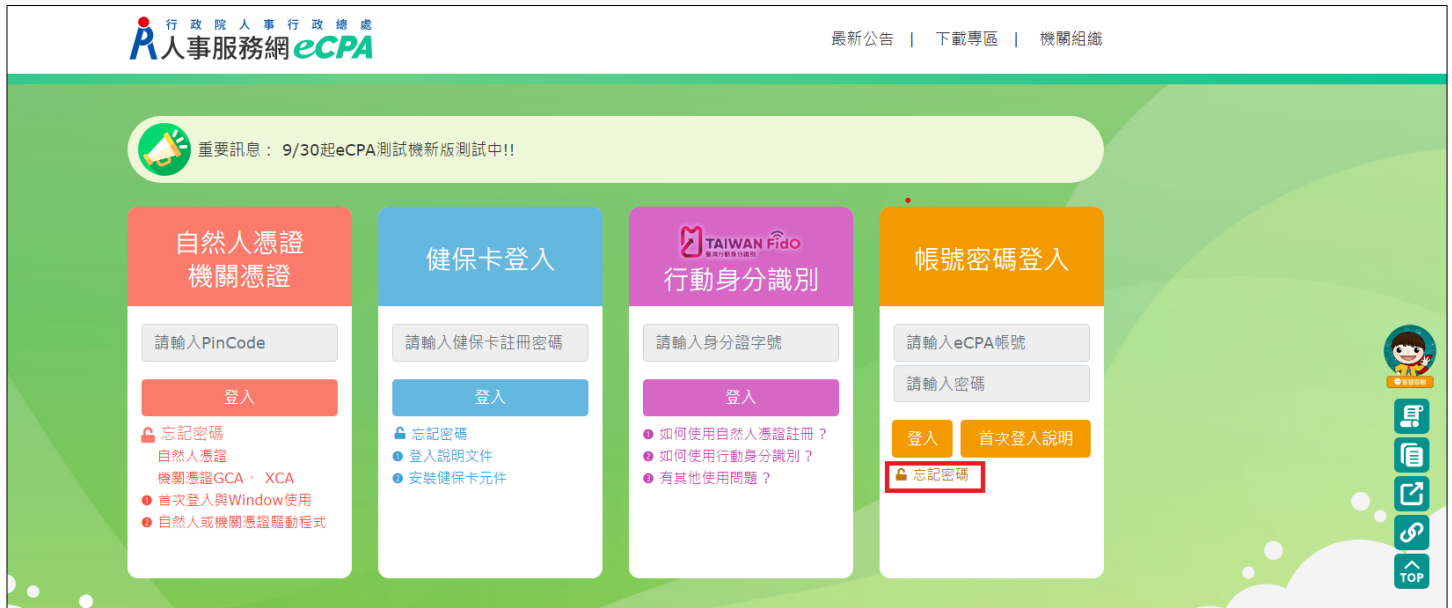 行政院人事行政總處
人事服務網eCPA
最新公告 | 下載專區 | 機關組織
重要訊息： 9/30起eCPA測試機新版測試中!!
自然人憑證
機關憑證
請輸入PinCode
登入
忘記密碼
自然人憑證
機關憑證GCA、 XCA
❶ 首次登入與Window使用
❷ 自然人或機關憑證驅動程式
健保卡登入
請輸入健保卡註冊密碼
登入
忘記密碼
❶ 登入說明文件
❷ 安裝健保卡元件
TAIWAN FidO
臺灣行動身分識別
行動身分識別
請輸入身分證字號
登入
❶ 如何使用自然人憑證註冊？
❷ 如何使用行動身分識別？
❸ 有其他使用問題？
帳號密碼登入
請輸入eCPA帳號
請輸入密碼
登入
首次登入說明
忘記密碼
TOP